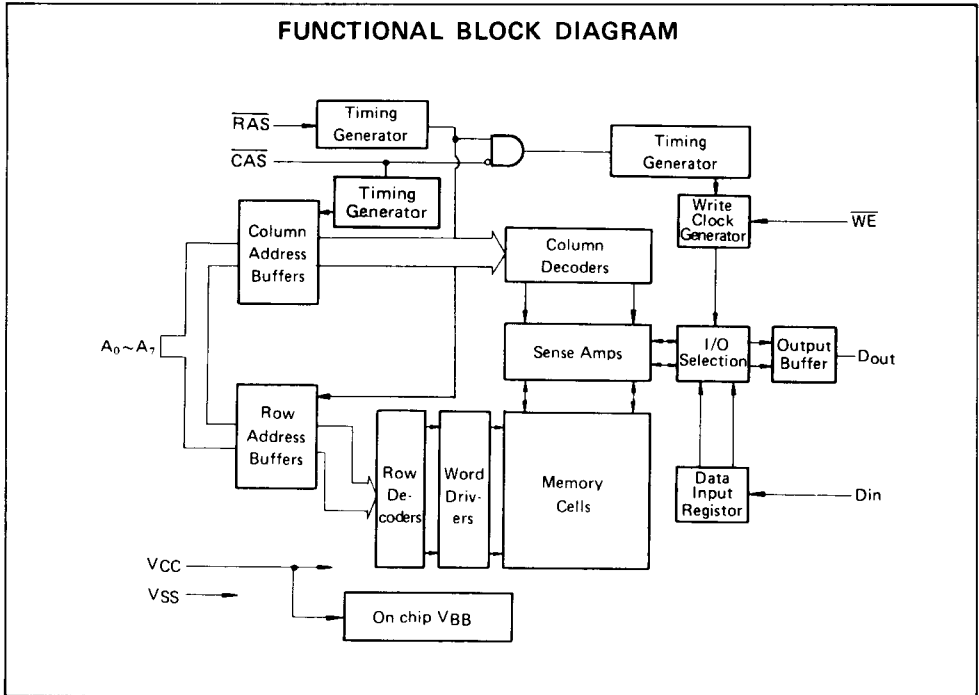 FUNCTIONAL BLOCK DIAGRAM
RAS
Timing
Generator
CAS
Timing
Generator
Timing
Generator
Write
Clock
Generator
WE
Column
Address
Buffers
Column
Decoders
A₀~A₇
Sense Amps
I/O
Selection
Output
Buffer
Dout
Row
Address
Buffers
Row
De-
coders
Word
Driv-
ers
Memory
Cells
Data
Input
Registor
Din
VCC
VSS
On chip VBB